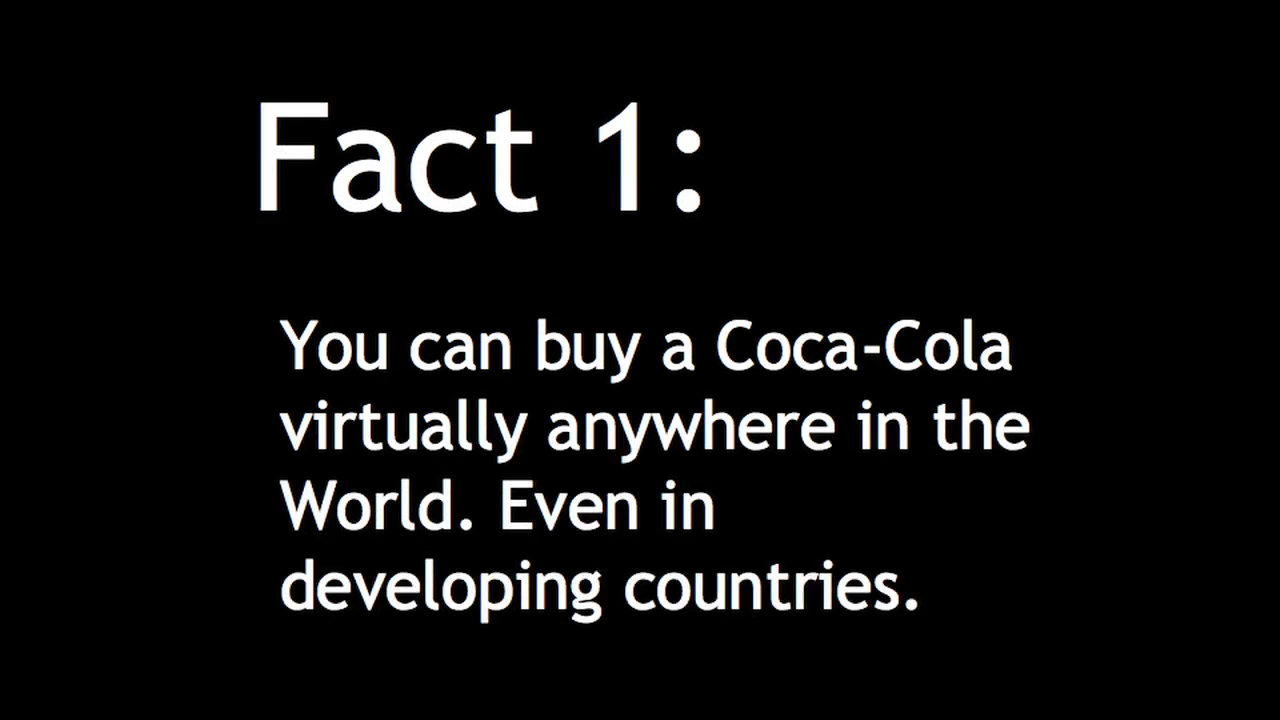 Fact 1:
You can buy a Coca-Cola
virtually anywhere in the
World. Even in
developing countries.